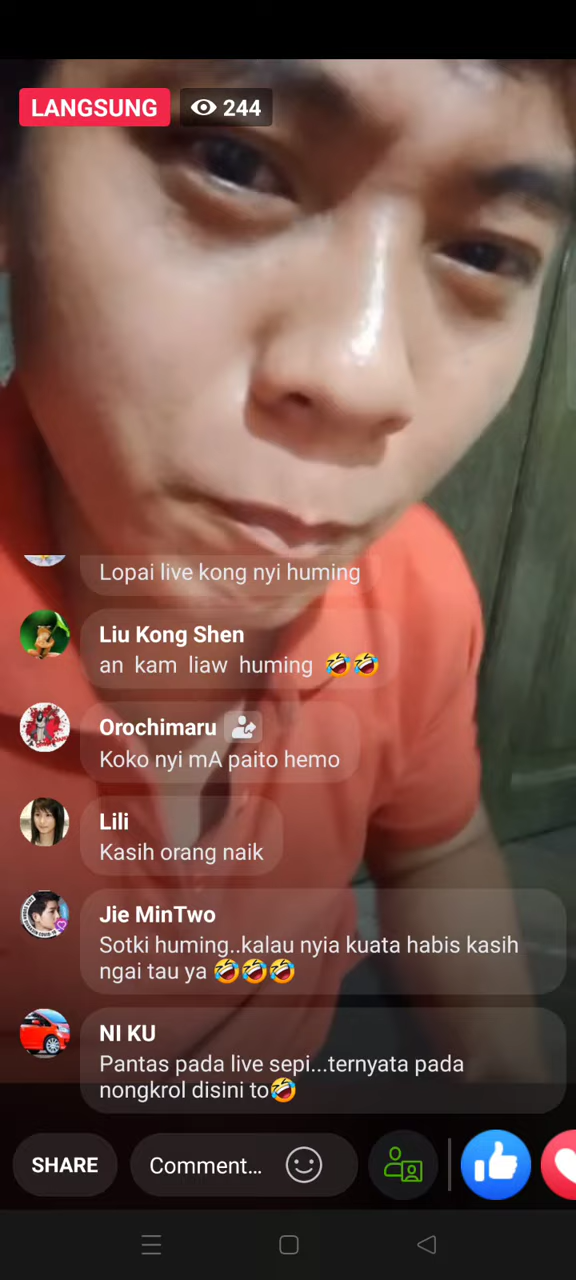 LANGSUNG 244
Lopai live kong nyi huming
Liu Kong Shen
an kam liaw huming 🤣🤣
Orochimaru
Koko nyi mA paito hemo
Lili
Kasih orang naik
Jie MinTwo
Sotki huming..kalau nyia kuata habis kasih
ngai tau ya 🤣🤣🤣
NI KU
Pantas pada live sepi...ternyata pada
nongkrol disini to🤣
SHARE Comment...